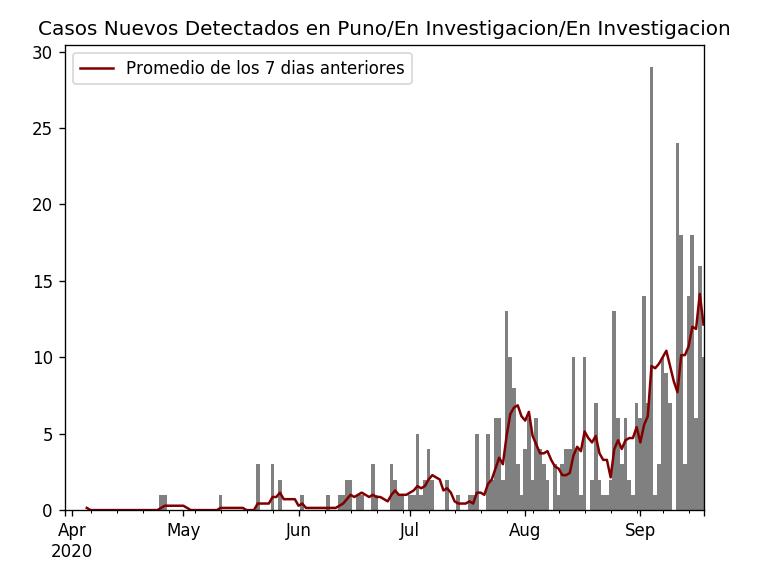 Casos Nuevos Detectados en Puno/En Investigacion/En Investigacion
Promedio de los 7 dias anteriores
30
25
20
15
10
5
0
Apr May Jun Jul Aug Sep
2020